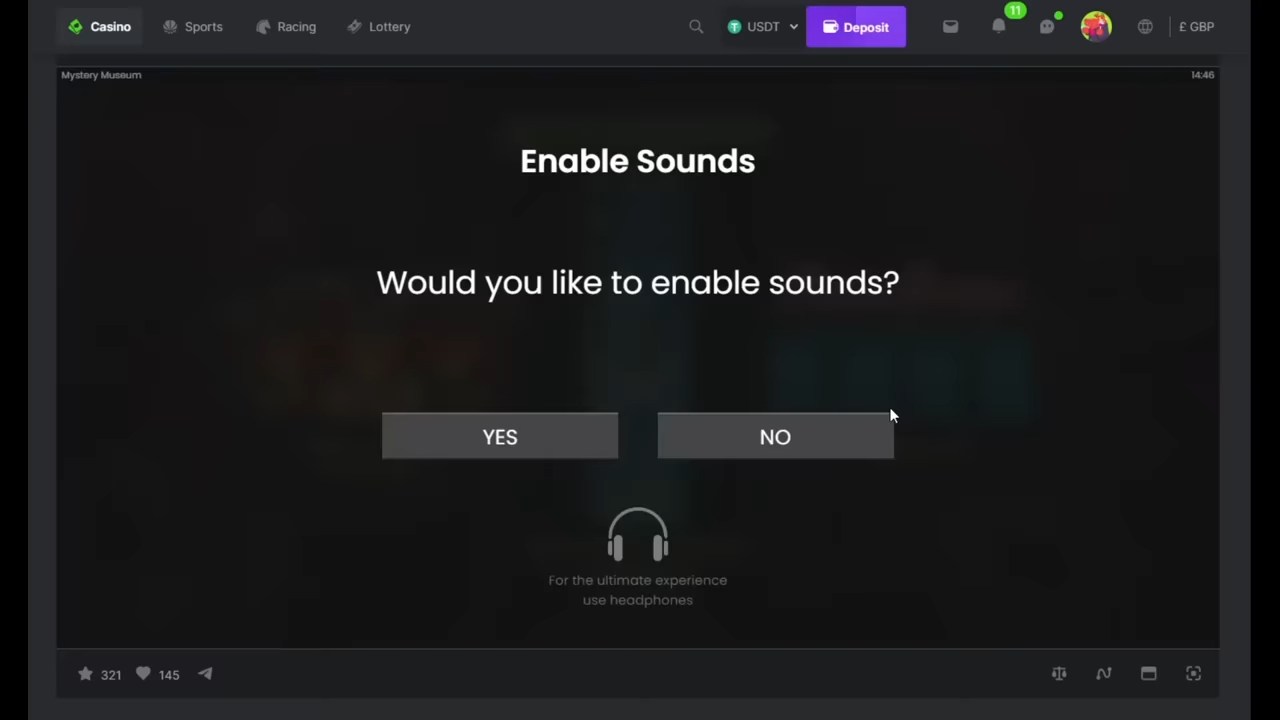 Casino
Sports
Racing
Lottery
USDT
Deposit
11
£ GBP
Mystery Museum
14:46
Enable Sounds
Would you like to enable sounds?
YES
NO
For the ultimate experience
use headphones
321
145